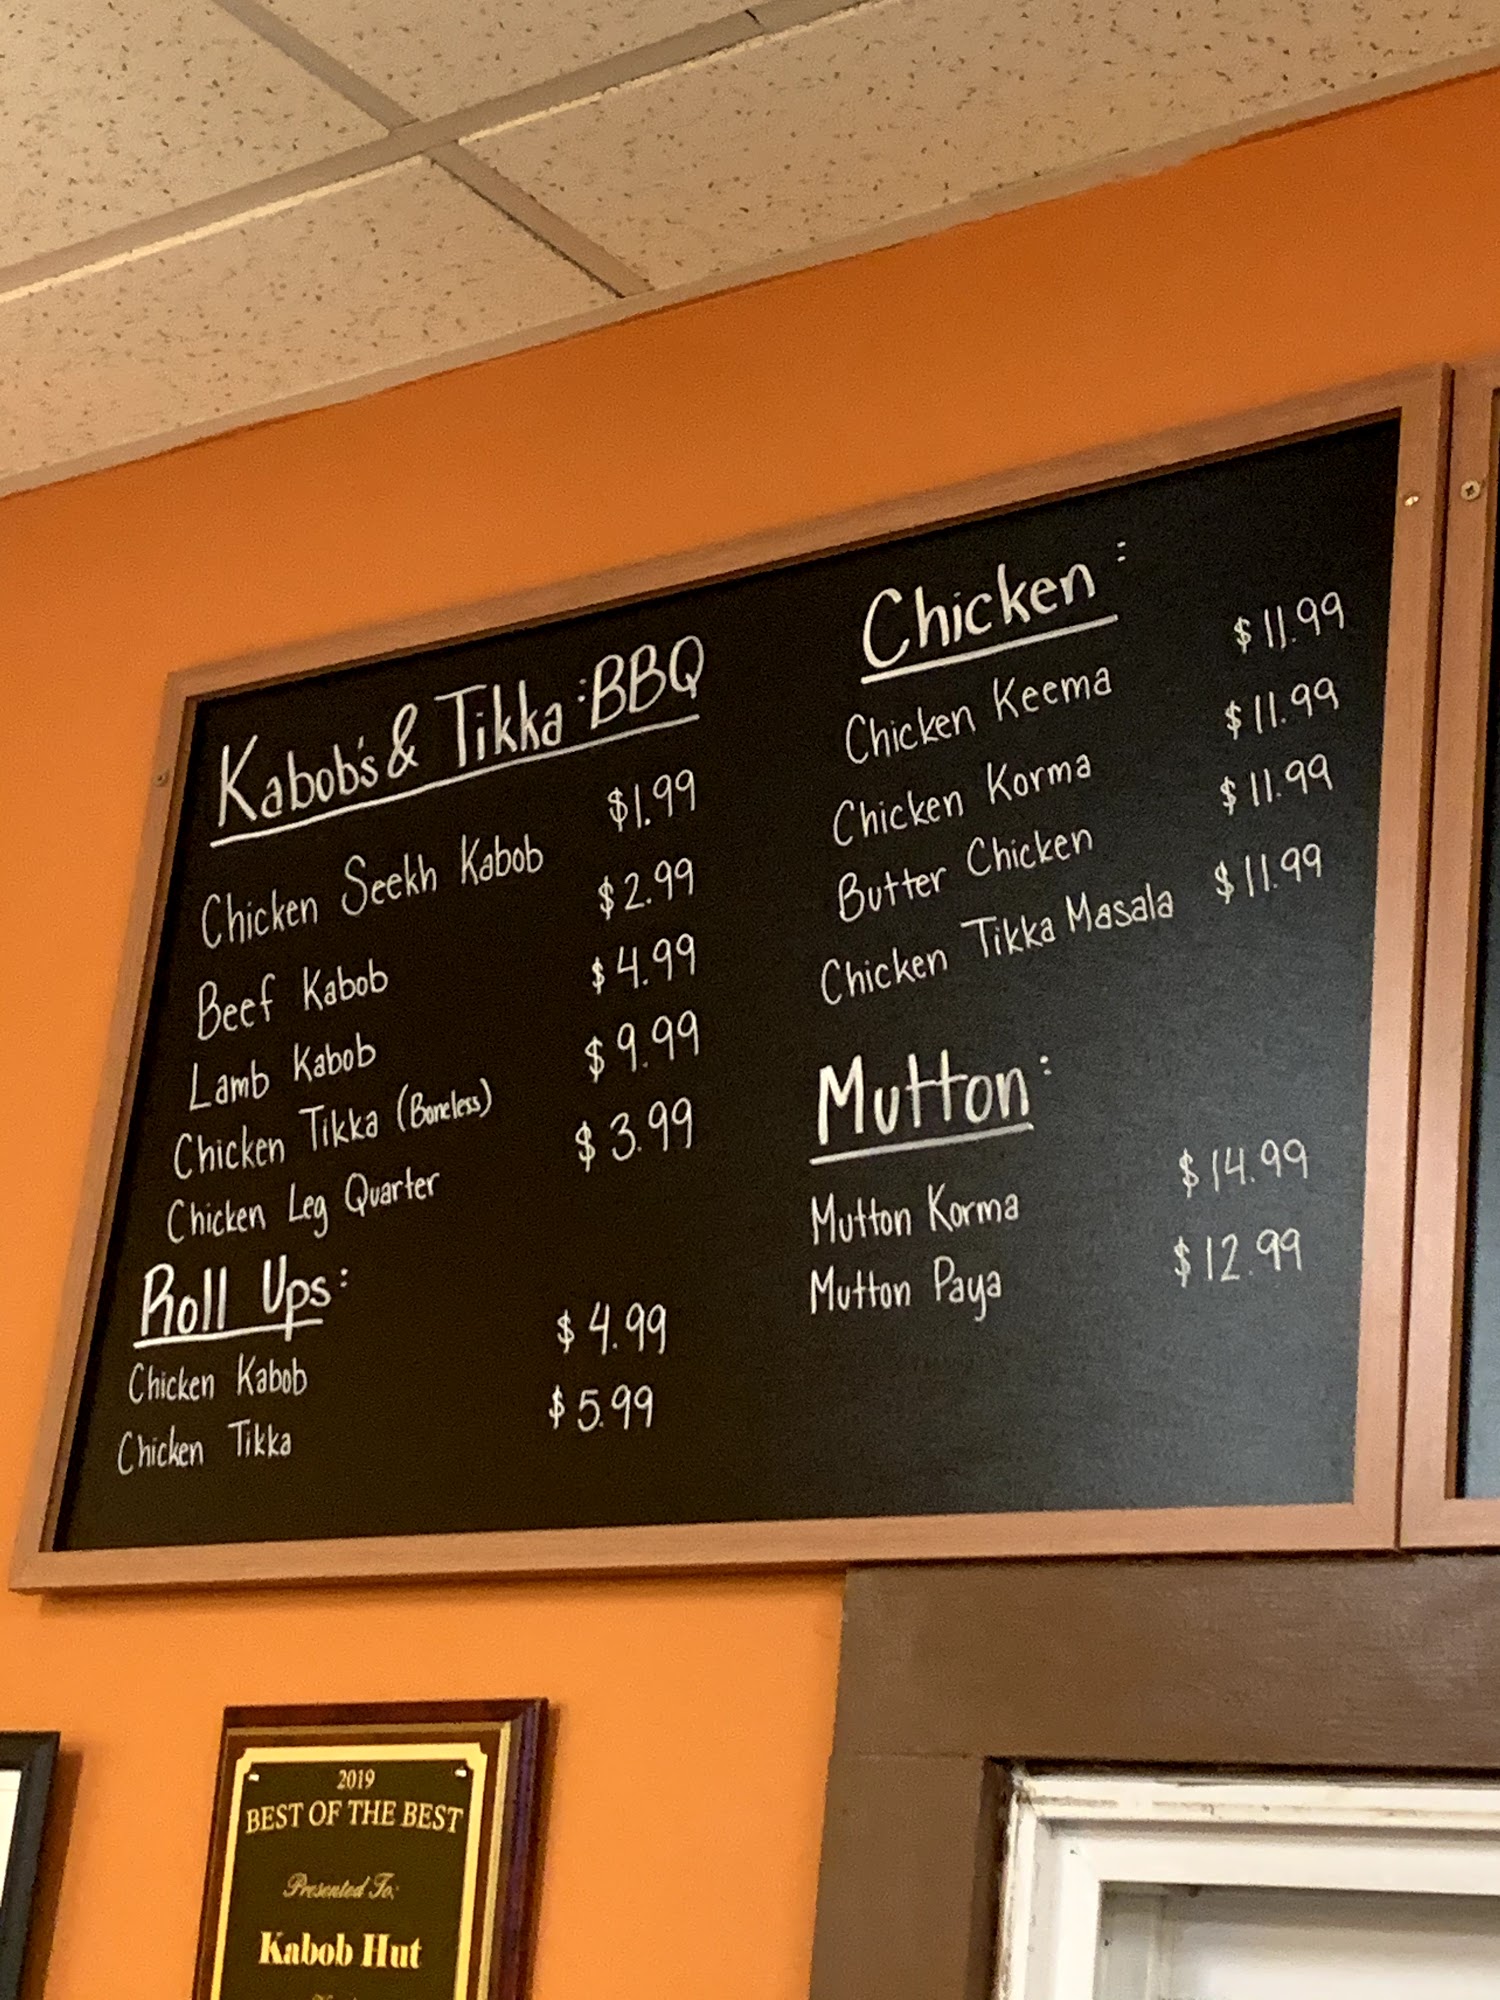 Kabob's & Tikka : BBQ
Chicken Seekh Kabob $1.99
Beef Kabob $2.99
Lamb Kabob $4.99
Chicken Tikka (Boneless) $9.99
Chicken Leg Quarter $3.99
Roll Ups:
Chicken Kabob $4.99
Chicken Tikka $5.99
Chicken :
Chicken Keema $11.99
Chicken Korma $11.99
Butter Chicken $11.99
Chicken Tikka Masala $11.99
Mutton :
Mutton Korma $14.99
Mutton Paya $12.99
2019
BEST OF THE BEST
Presented To:
Kabob Hut